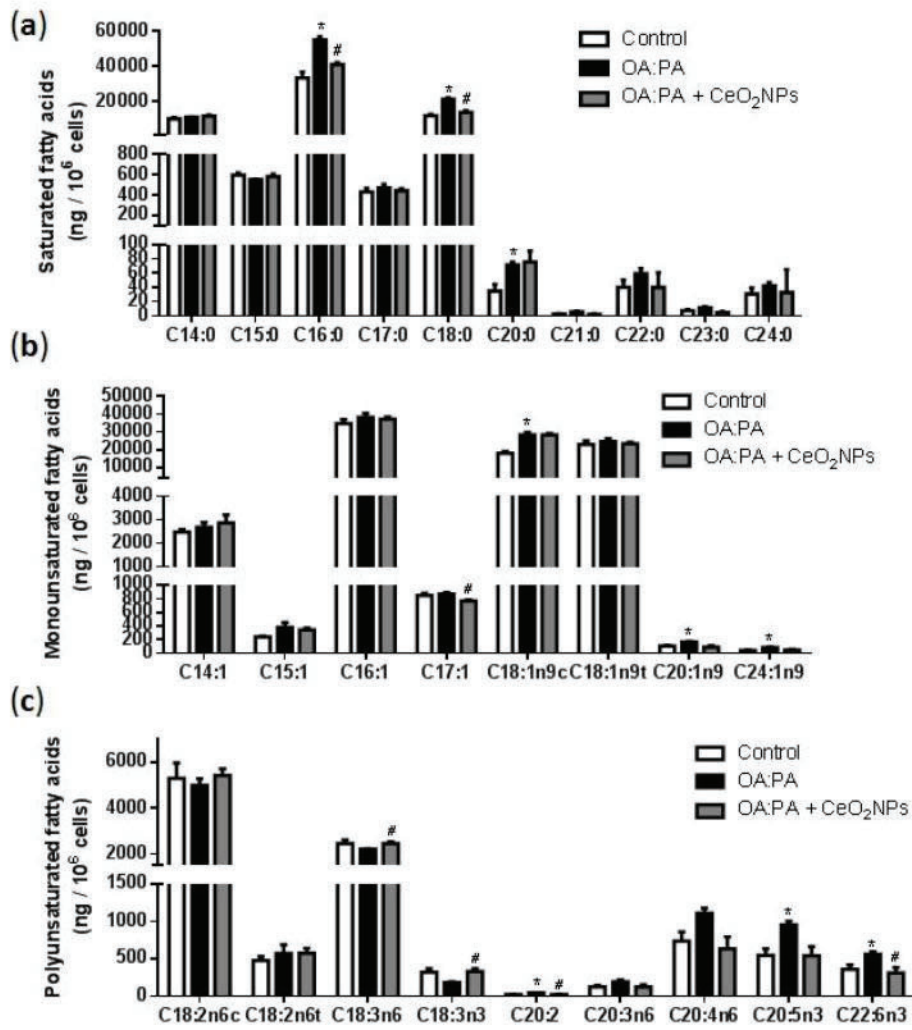 (a)
Saturated fatty acids
(ng / 10⁶ cells)
60000
40000
20000
800
600
400
200
100
80
60
40
20
0
* # * # *
Control
OA:PA
OA:PA + CeO₂NPs
C14:0 C15:0 C16:0 C17:0 C18:0 C20:0 C21:0 C22:0 C23:0 C24:0
(b)
Monounsaturated fatty acids
(ng / 10⁶ cells)
50000
40000
30000
20000
10000
4000
3000
2000
1000
1000
800
600
400
200
0
# * * *
Control
OA:PA
OA:PA + CeO₂NPs
C14:1 C15:1 C16:1 C17:1 C18:1n9c C18:1n9t C20:1n9 C24:1n9
(c)
Polyunsaturated fatty acids
(ng / 10⁶ cells)
6000
4000
2000
1500
1000
500
0
# # * # * * #
Control
OA:PA
OA:PA + CeO₂NPs
C18:2n6c C18:2n6t C18:3n6 C18:3n3 C20:2 C20:3n6 C20:4n6 C20:5n3 C22:6n3